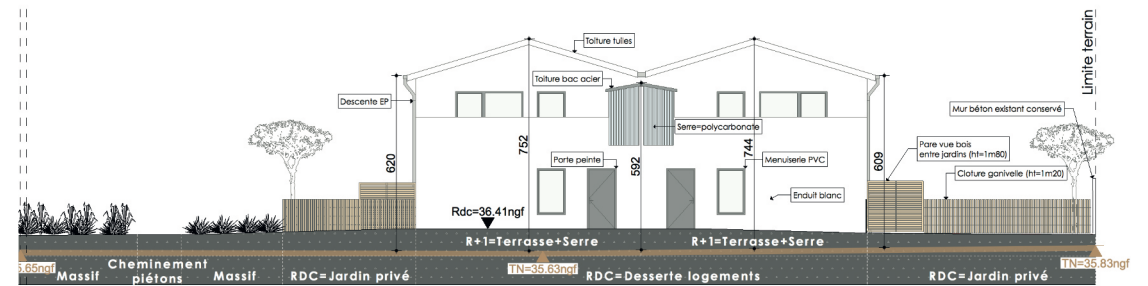 Toiture tuiles
Limite terrain
Toiture bac acier
Descente EP
Mur béton existant conservé
Serre=polycarbonate
752
744
620
592
609
Pare vue bois
entre jardins (ht=1m80)
Porte peinte
Menuiserie PVC
Cloture ganivelle (ht=1m20)
Enduit blanc
Rdc=36.41ngf
R+1=Terrasse+Serre
R+1=Terrasse+Serre
5.65ngf
TN=35.63ngf
TN=35.83ngf
Massif
Cheminement
piétons
Massif
RDC=Jardin privé
RDC=Desserte logements
RDC=Jardin privé